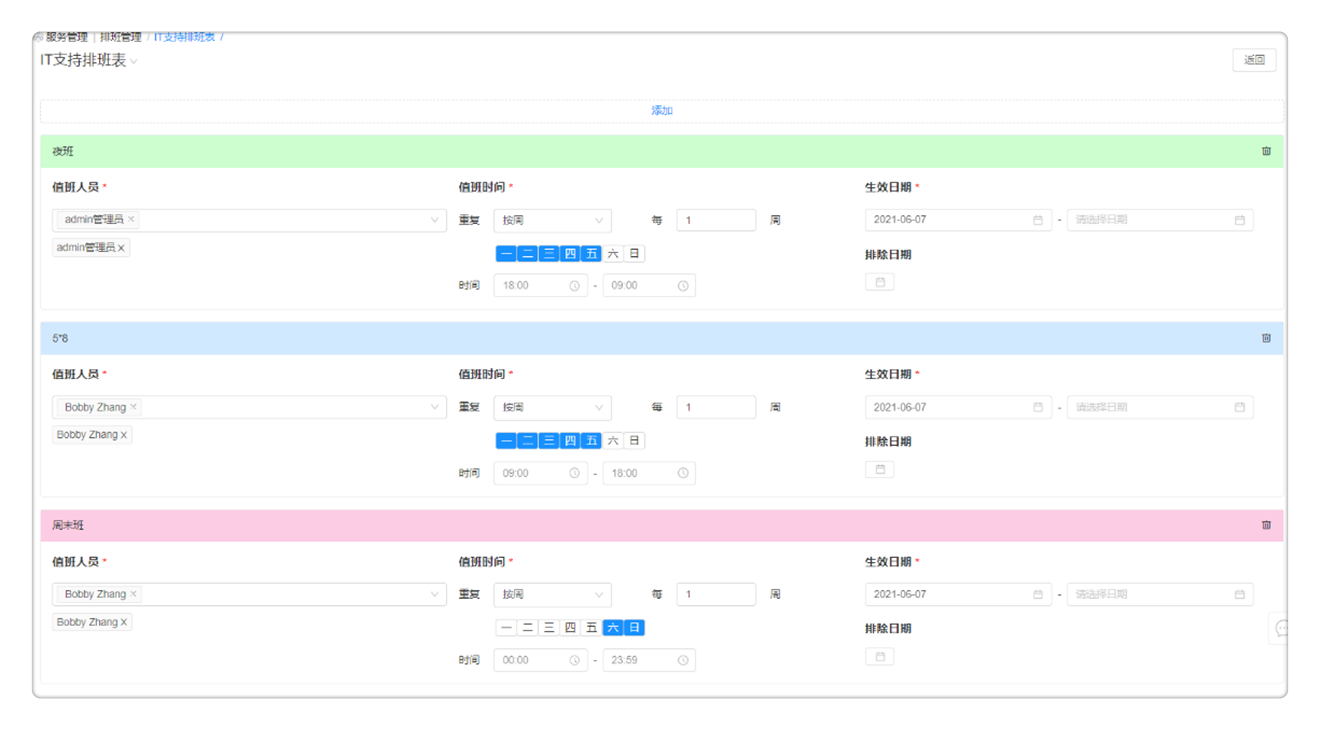 服务管理 | 排班管理 / IT支持排班表 /
IT支持排班表
返回
添加
夜班
值班人员 * 值班时间 * 生效日期 *
admin管理员 × 重复 按周 每 1 周 2021-06-07 - 请选择日期
admin管理员 x 一 二 三 四 五 六 日 排除日期
时间 18:00 - 09:00
5*8
值班人员 * 值班时间 * 生效日期 *
Bobby Zhang × 重复 按周 每 1 周 2021-06-07 - 请选择日期
Bobby Zhang x 一 二 三 四 五 六 日 排除日期
时间 09:00 - 18:00
周末班
值班人员 * 值班时间 * 生效日期 *
Bobby Zhang × 重复 按周 每 1 周 2021-06-07 - 请选择日期
Bobby Zhang X 一 二 三 四 五 六 日 排除日期
时间 00:00 - 23:59